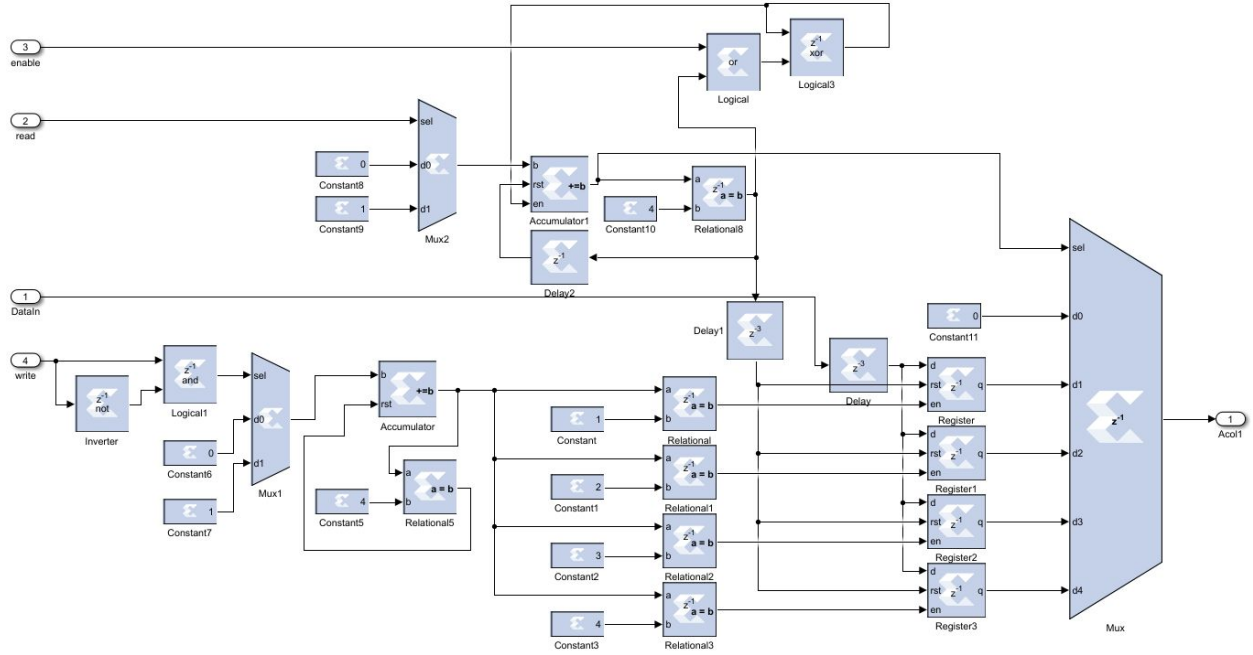 3
enable
or
Logical
z-1
xor
Logical3
2
read
sel
d0
d1
Mux2
0
Constant8
1
Constant9
b
rst
en
+=b
Accumulator1
4
Constant10
a
b
z-1
a = b
Relational8
z-1
Delay2
1
DataIn
Delay1
z-3
z-3
Delay
0
Constant11
4
write
z-1
not
Inverter
z-1
and
Logical1
sel
d0
d1
Mux1
0
Constant6
1
Constant7
b
rst
+=b
Accumulator
4
Constant5
a
b
a = b
Relational5
1
Constant
a
b
z-1
a = b
Relational
2
Constant1
a
b
z-1
a = b
Relational1
3
Constant2
a
b
z-1
a = b
Relational2
4
Constant3
a
b
z-1
a = b
Relational3
d
rst
en
z-1
q
Register
d
rst
en
z-1
q
Register1
d
rst
en
z-1
q
Register2
d
rst
en
z-1
q
Register3
sel
d0
d1
d2
d3
d4
z-1
Mux
1
Acol1